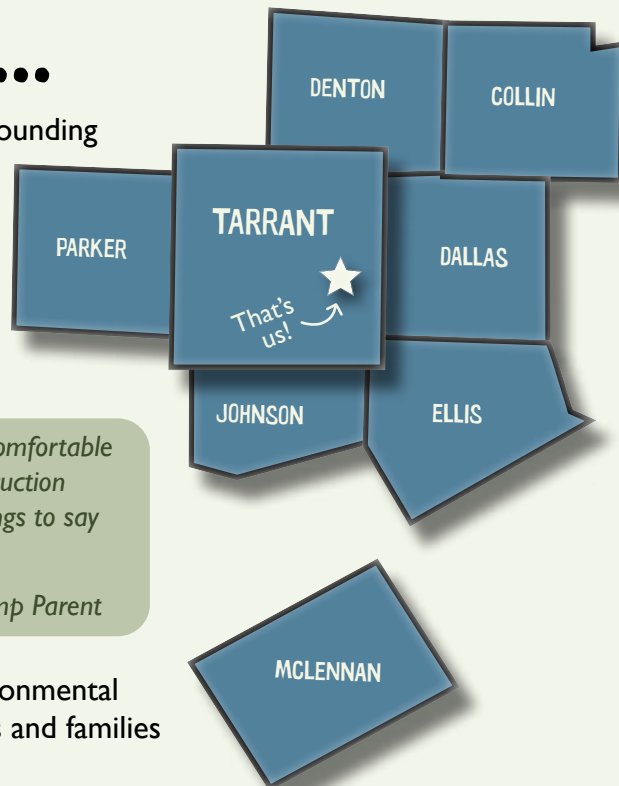 ...
ounding
DENTON
COLLIN
TARRANT
PARKER
DALLAS
That's
us!
JOHNSON
ELLIS
omfortable
uction
ngs to say
mp Parent
MCLENNAN
onmental
s and families